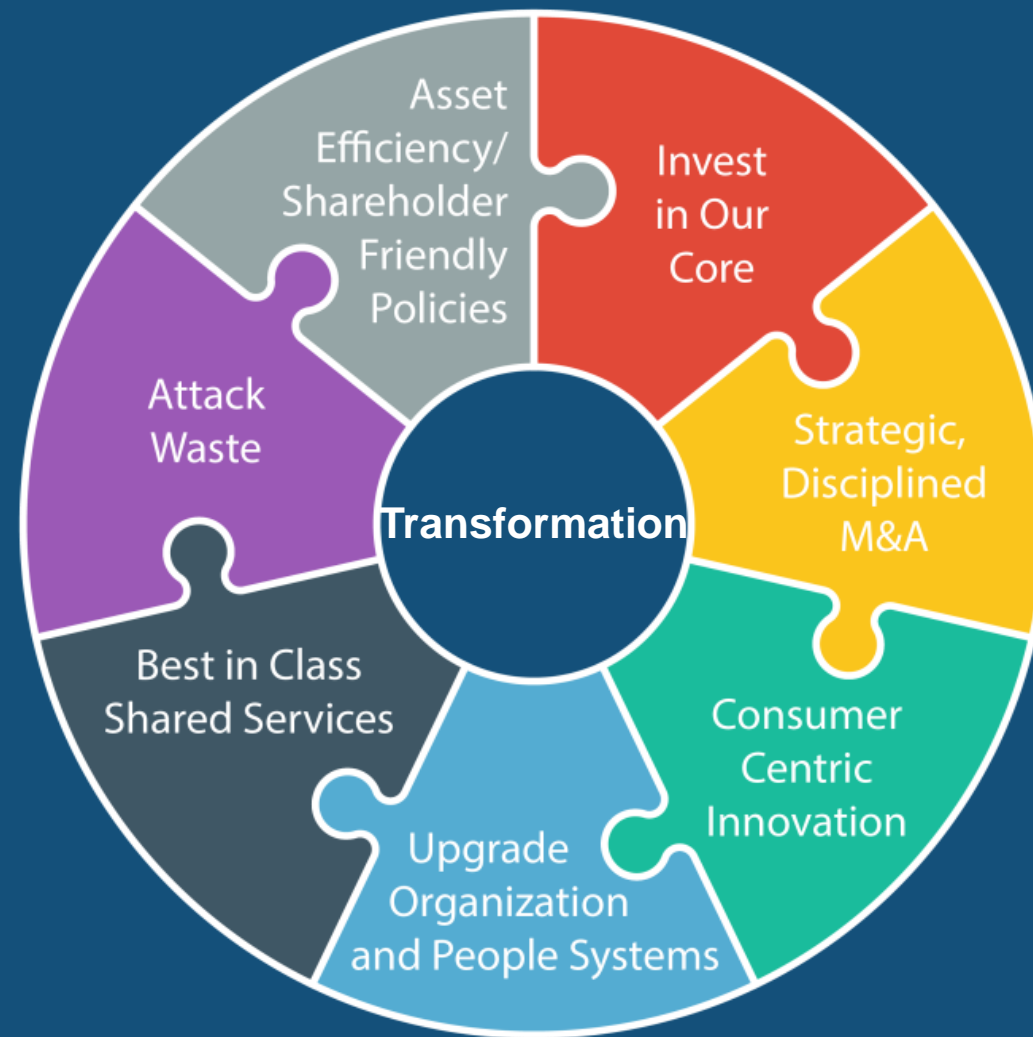 Asset
Efficiency/
Shareholder
Friendly
Policies
Invest
in Our
Core
Strategic,
Disciplined
M&A
Consumer
Centric
Innovation
Upgrade
Organization
and People Systems
Best in Class
Shared Services
Attack
Waste
Transformation